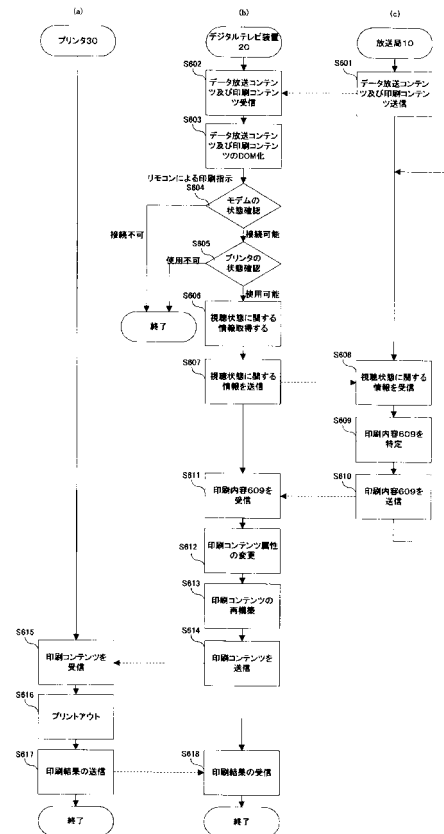 (a)
(b)
(c)
プリンタ30
デジタルテレビ装置
20
放送局10
S602
データ放送コンテン
ツ及び印刷コンテン
ツ受信
S601
データ放送コンテン
ツ及び印刷コンテン
ツ送信
S603
データ放送コンテン
ツ及び印刷コンテン
ツのDOM化
リモコンによる印刷指示
S604
モデムの
状態確認
接続不可
接続可能
S605
プリンタの
状態確認
使用不可
使用可能
終了
S606
視聴状態に関する
情報取得する
S607
視聴状態に関する
情報を送信
S608
視聴状態に関する
情報を受信
S609
印刷内容609を
特定
S610
印刷内容609を
送信
S611
印刷内容609を
受信
S612
印刷コンテンツ属性
の変更
S613
印刷コンテンツの
再構築
S614
印刷コンテンツを
送信
S615
印刷コンテンツを
受信
S616
プリントアウト
S617
印刷結果の送信
S618
印刷結果の受信
終了
終了